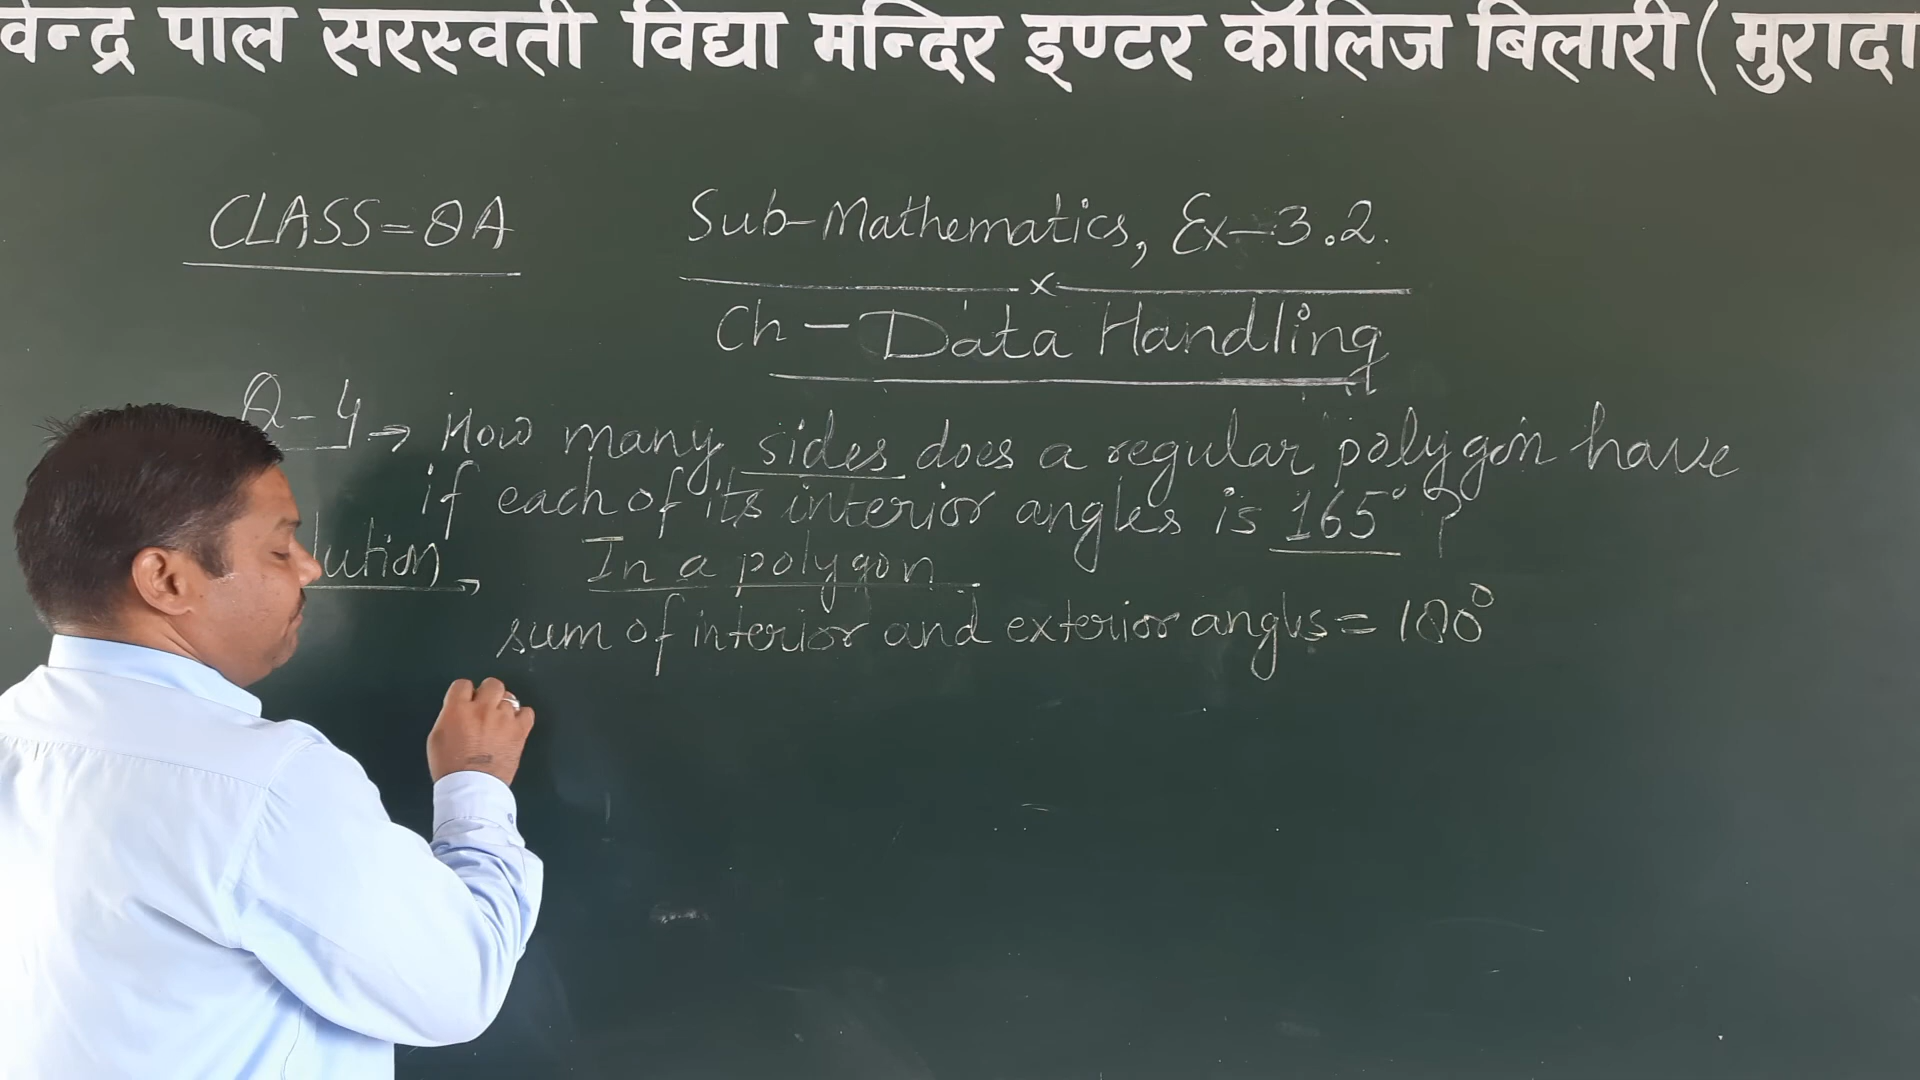 वेन्द्र पाल सरस्वती विद्या मन्दिर इण्टर कॉलिज बिलारी (मुरादा
CLASS=8A
Sub-Mathematics, Ex-3.2.
x
Ch - Data Handling
Q-4 → How many sides does a regular polygon have
if each of its interior angles is 165° ?
lution → In a polygon
sum of interior and exterior angles = 180°